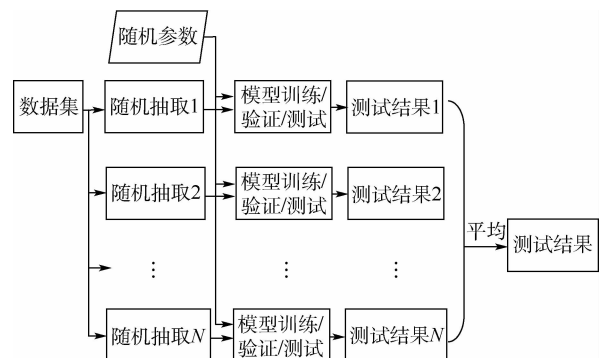 随机参数
数据集
随机抽取1
模型训练/
验证/测试
测试结果1
随机抽取2
模型训练/
验证/测试
测试结果2
平均
测试结果
⋮
⋮
⋮
随机抽取N
模型训练/
验证/测试
测试结果N